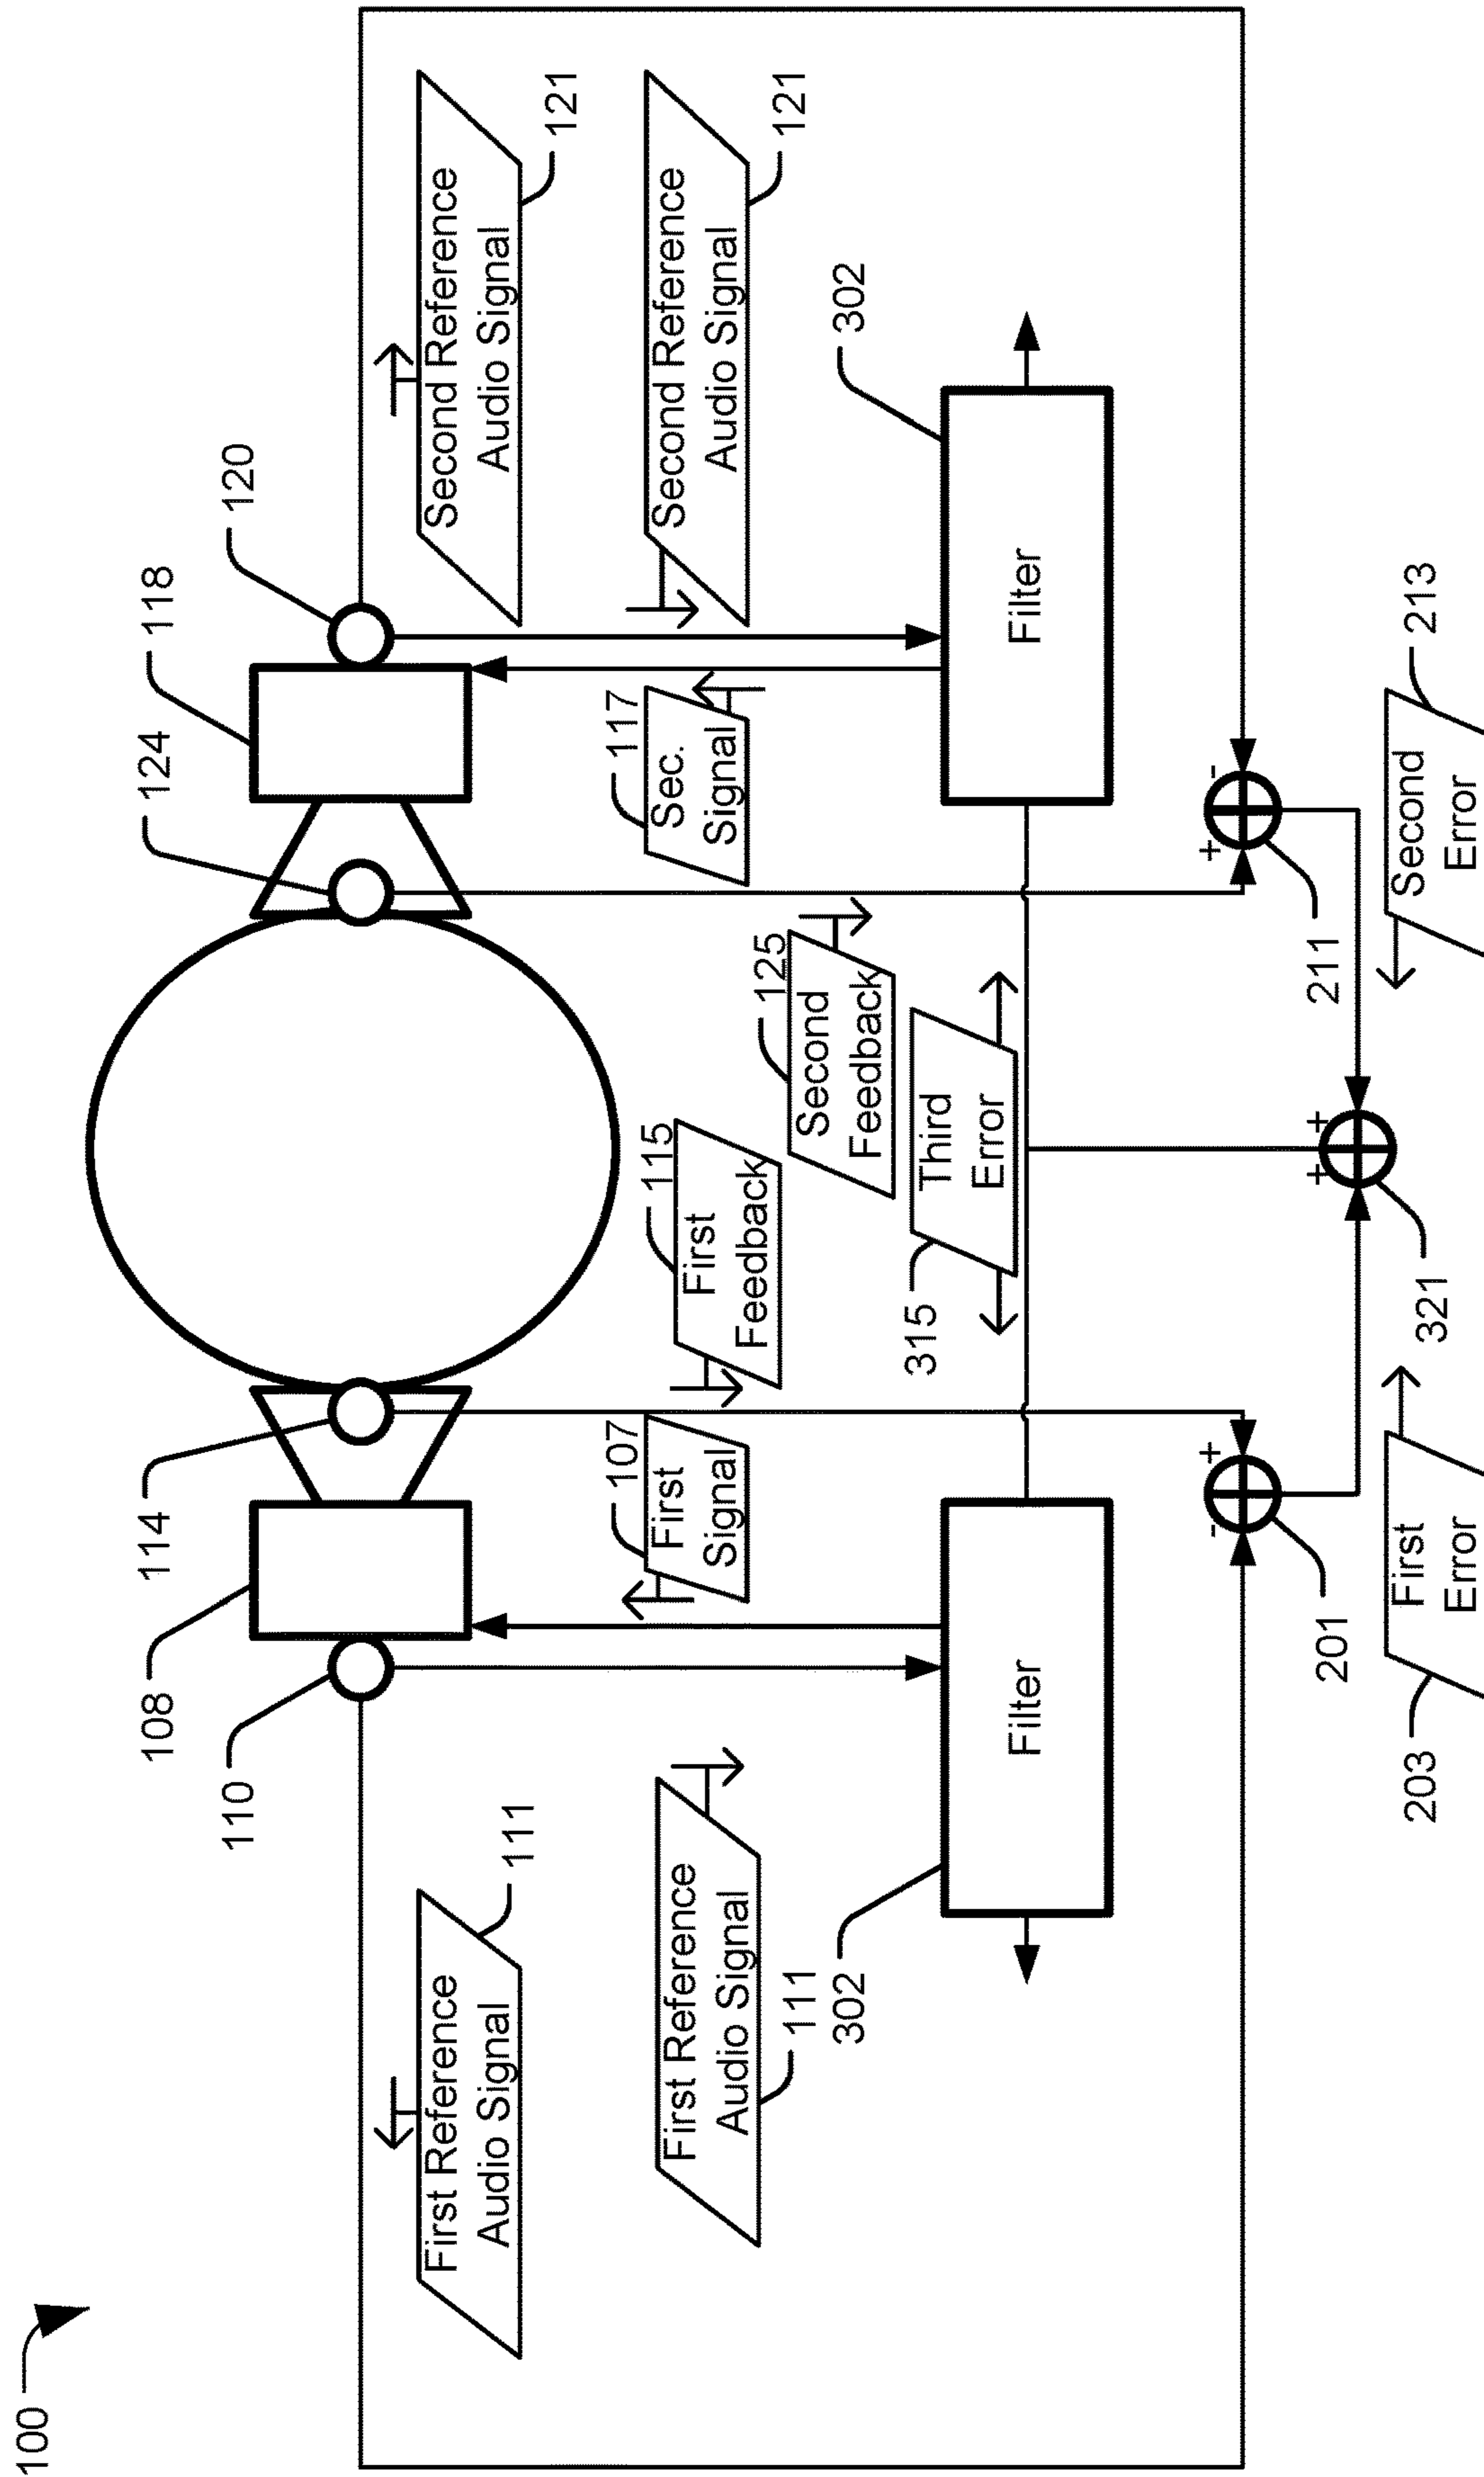 100
108
110
114
124
118
120
First Reference
Audio Signal
111
Second Reference
Audio Signal
121
First Reference
Audio Signal
111
107
First
Signal
115
First
Feedback
117
Sec.
Signal
Second Reference
Audio Signal
121
125
Second
Feedback
302
Filter
315
Third
Error
Filter
302
-
+
201
+
-
211
+
+
321
203
First
Error
Second
Error
213